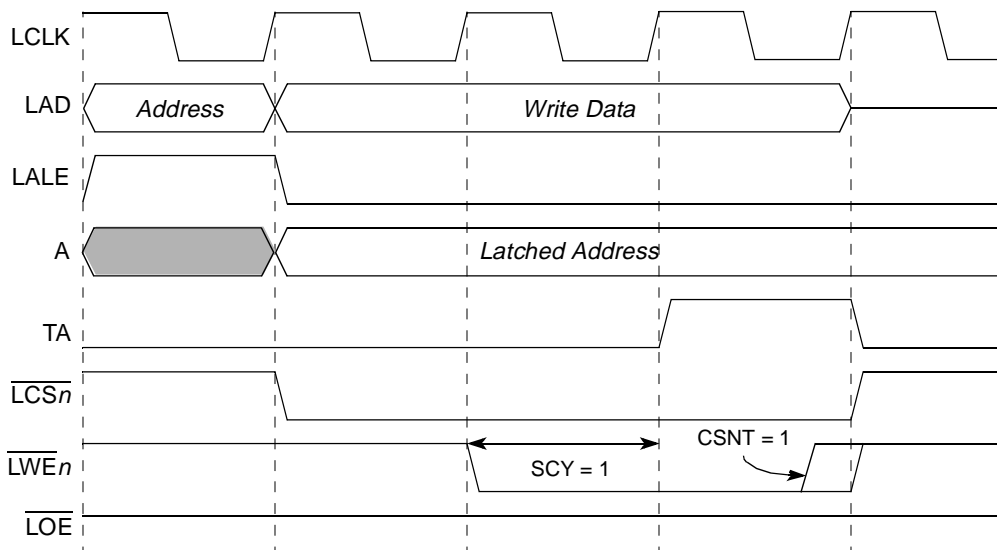 LCLK
LAD Address Write Data
LALE
A Latched Address
TA
LCSn
CSNT = 1
LWEn SCY = 1
LOE